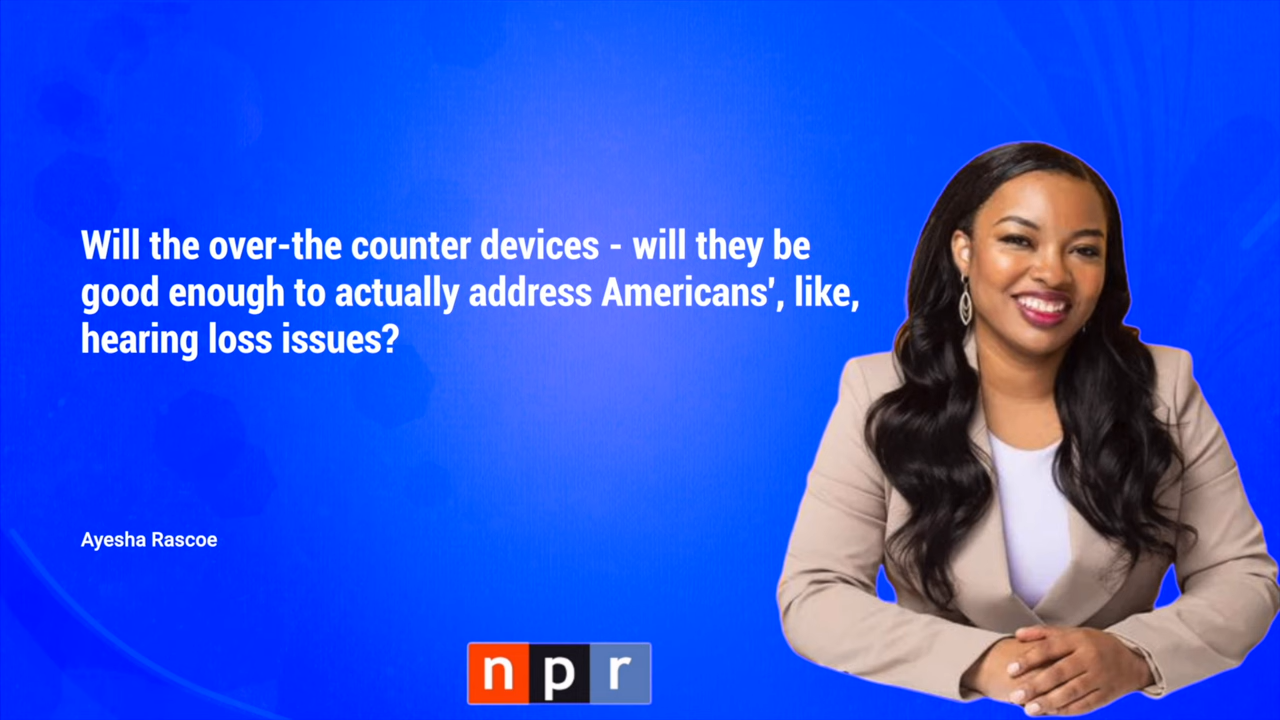 Will the over-the counter devices - will they be
good enough to actually address Americans', like,
hearing loss issues?
Ayesha Rascoe
npr